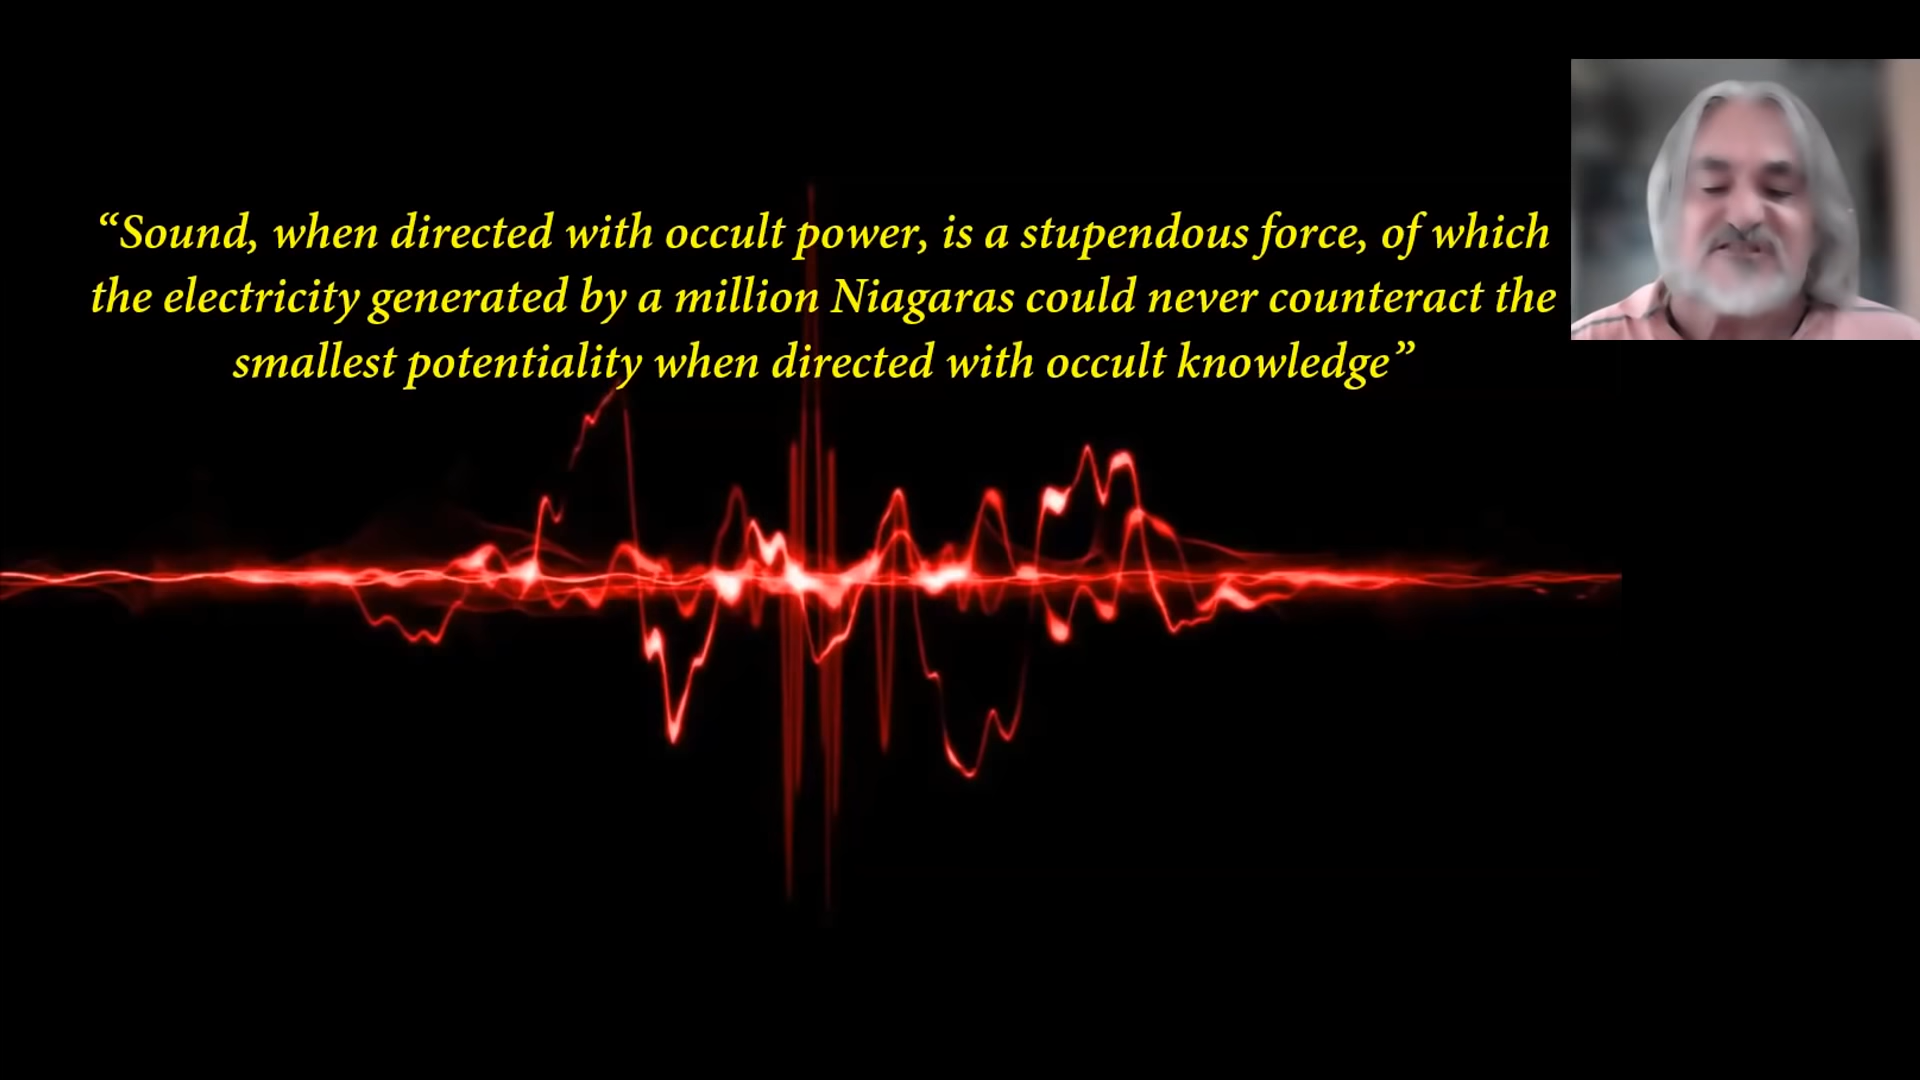 “Sound, when directed with occult power, is a stupendous force, of which
the electricity generated by a million Niagaras could never counteract the
smallest potentiality when directed with occult knowledge”